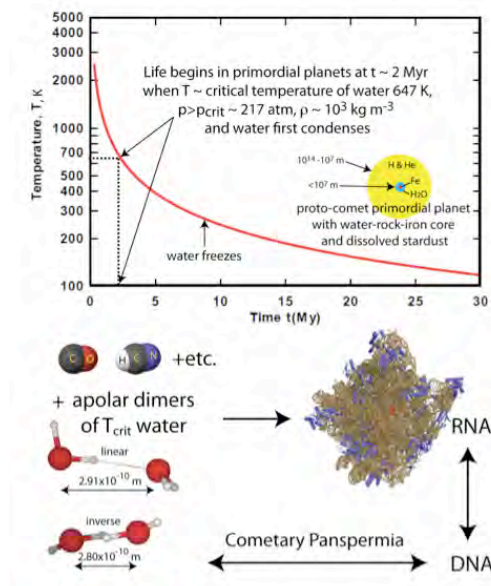 5000
4000
3000
2000
1000
700
500
400
300
200
100
Temperature, T, K
Life begins in primordial planets at t ~ 2 Myr
when T ~ critical temperature of water 647 K,
p>pcrit ~ 217 atm, ρ ~ 10³ kg m⁻³
and water first condenses
10¹⁴ -10⁷ m
H & He
<10⁷ m
Fe
H₂O
proto-comet primordial planet
with water-rock-iron core
and dissolved stardust
water freezes
0 5 10 15 20 25 30
Time t(My)
C O H C N +etc.
+ apolar dimers
of Tcrit water
linear
2.91x10⁻¹⁰ m
inverse
2.80x10⁻¹⁰ m
RNA
Cometary Panspermia
DNA